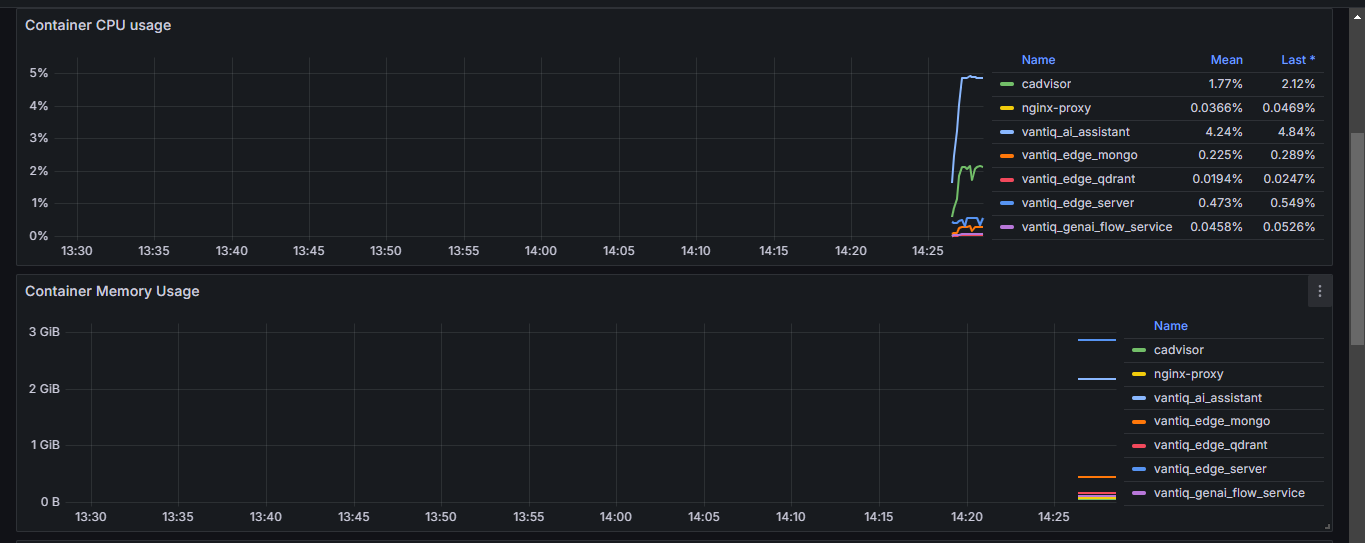 Container CPU usage
Name Mean Last *
5%
4%
3%
2%
1%
0%
cadvisor 1.77% 2.12%
nginx-proxy 0.0366% 0.0469%
vantiq_ai_assistant 4.24% 4.84%
vantiq_edge_mongo 0.225% 0.289%
vantiq_edge_qdrant 0.0194% 0.0247%
vantiq_edge_server 0.473% 0.549%
vantiq_genai_flow_service 0.0458% 0.0526%
13:30 13:35 13:40 13:45 13:50 13:55 14:00 14:05 14:10 14:15 14:20 14:25
Container Memory Usage
Name
3 GiB
2 GiB
1 GiB
0 B
cadvisor
nginx-proxy
vantiq_ai_assistant
vantiq_edge_mongo
vantiq_edge_qdrant
vantiq_edge_server
vantiq_genai_flow_service
13:30 13:35 13:40 13:45 13:50 13:55 14:00 14:05 14:10 14:15 14:20 14:25